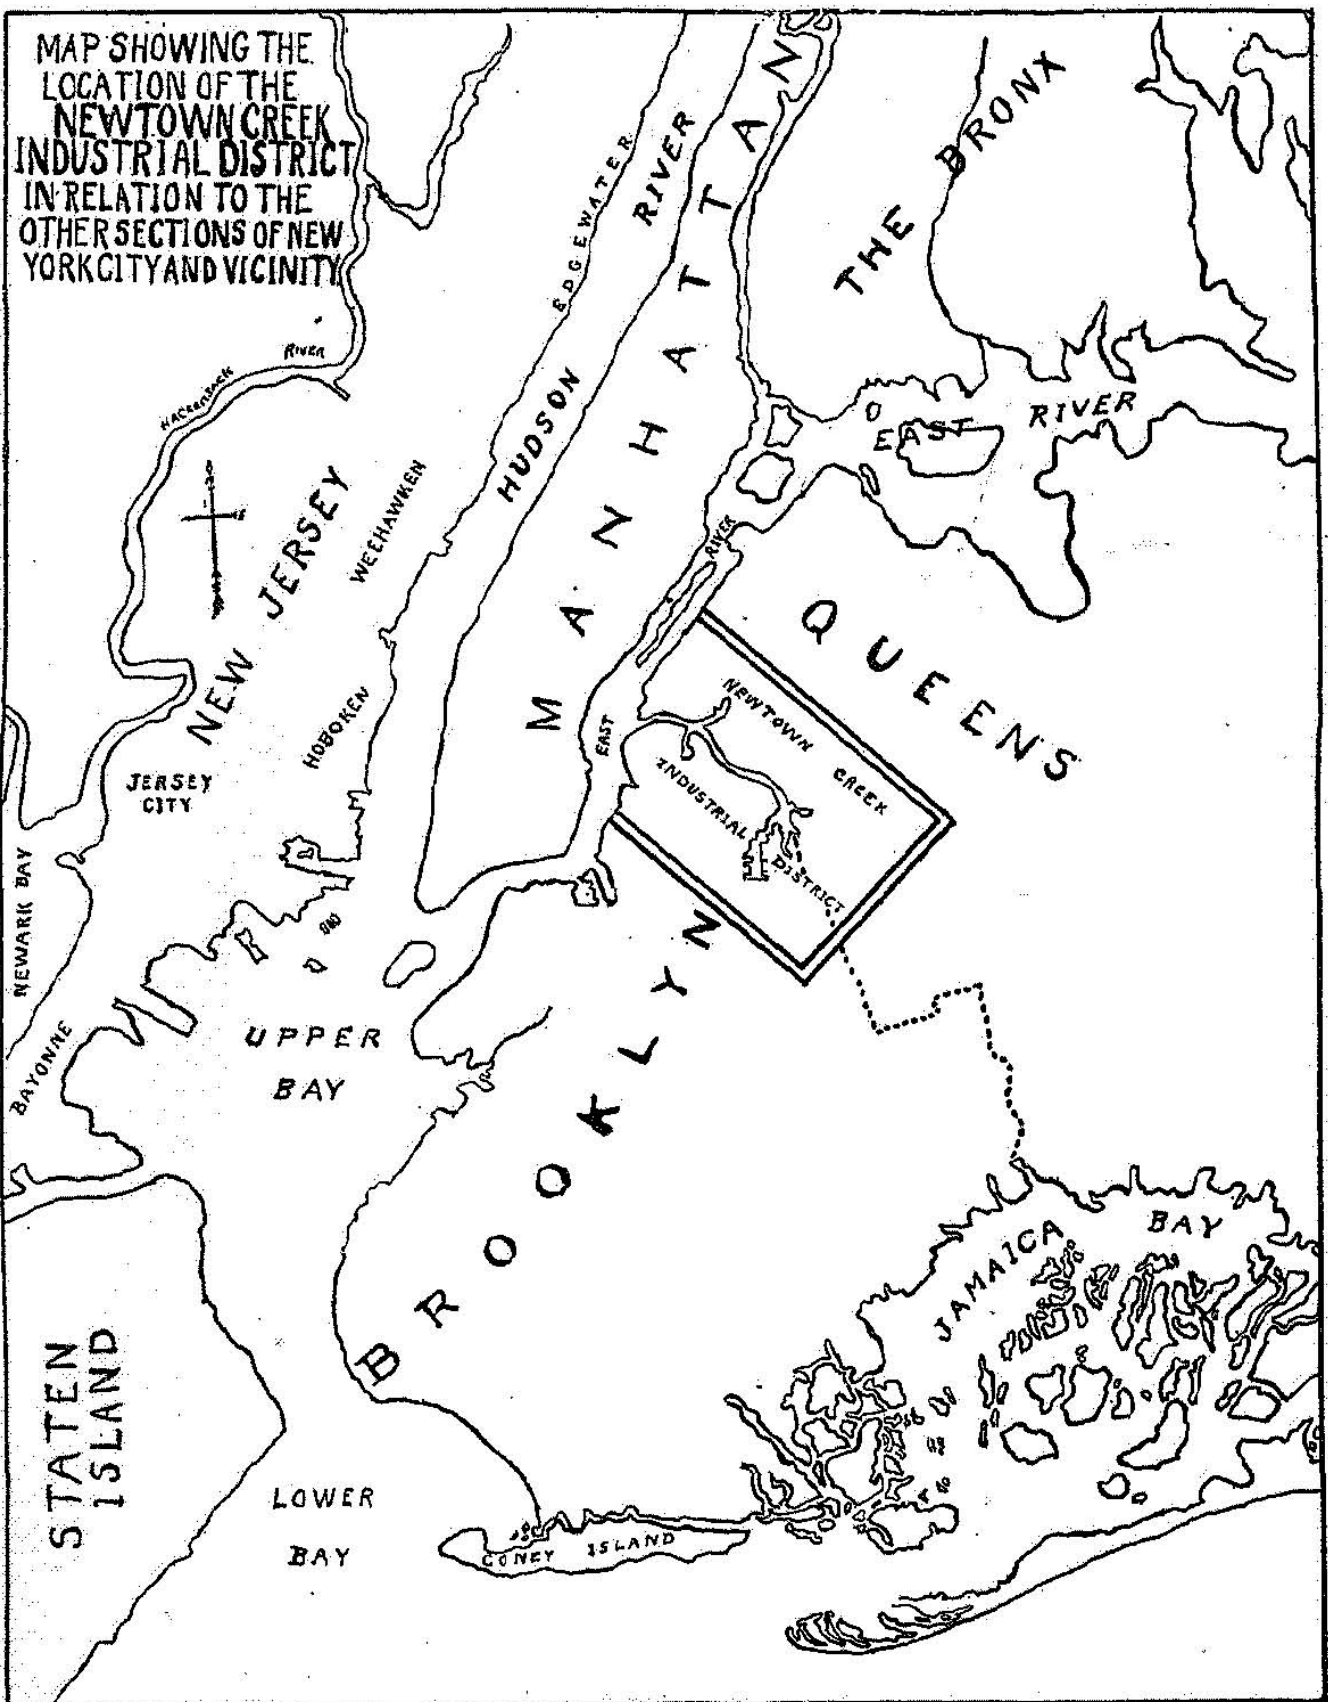 MAP SHOWING THE
LOCATION OF THE
NEWTOWN CREEK
INDUSTRIAL DISTRICT
IN RELATION TO THE
OTHER SECTIONS OF NEW
YORK CITY AND VICINITY
HACKENSACK RIVER
EDGEWATER
HUDSON RIVER
MANHATTAN
THE BRONX
EAST RIVER
NEW JERSEY
WEEHAWKEN
HOBOKEN
JERSEY
CITY
EAST RIVER
QUEENS
NEWTOWN CREEK
INDUSTRIAL DISTRICT
NEWARK BAY
BAYONNE
UPPER
BAY
BROOKLYN
JAMAICA BAY
STATEN
ISLAND
LOWER
BAY
CONEY ISLAND